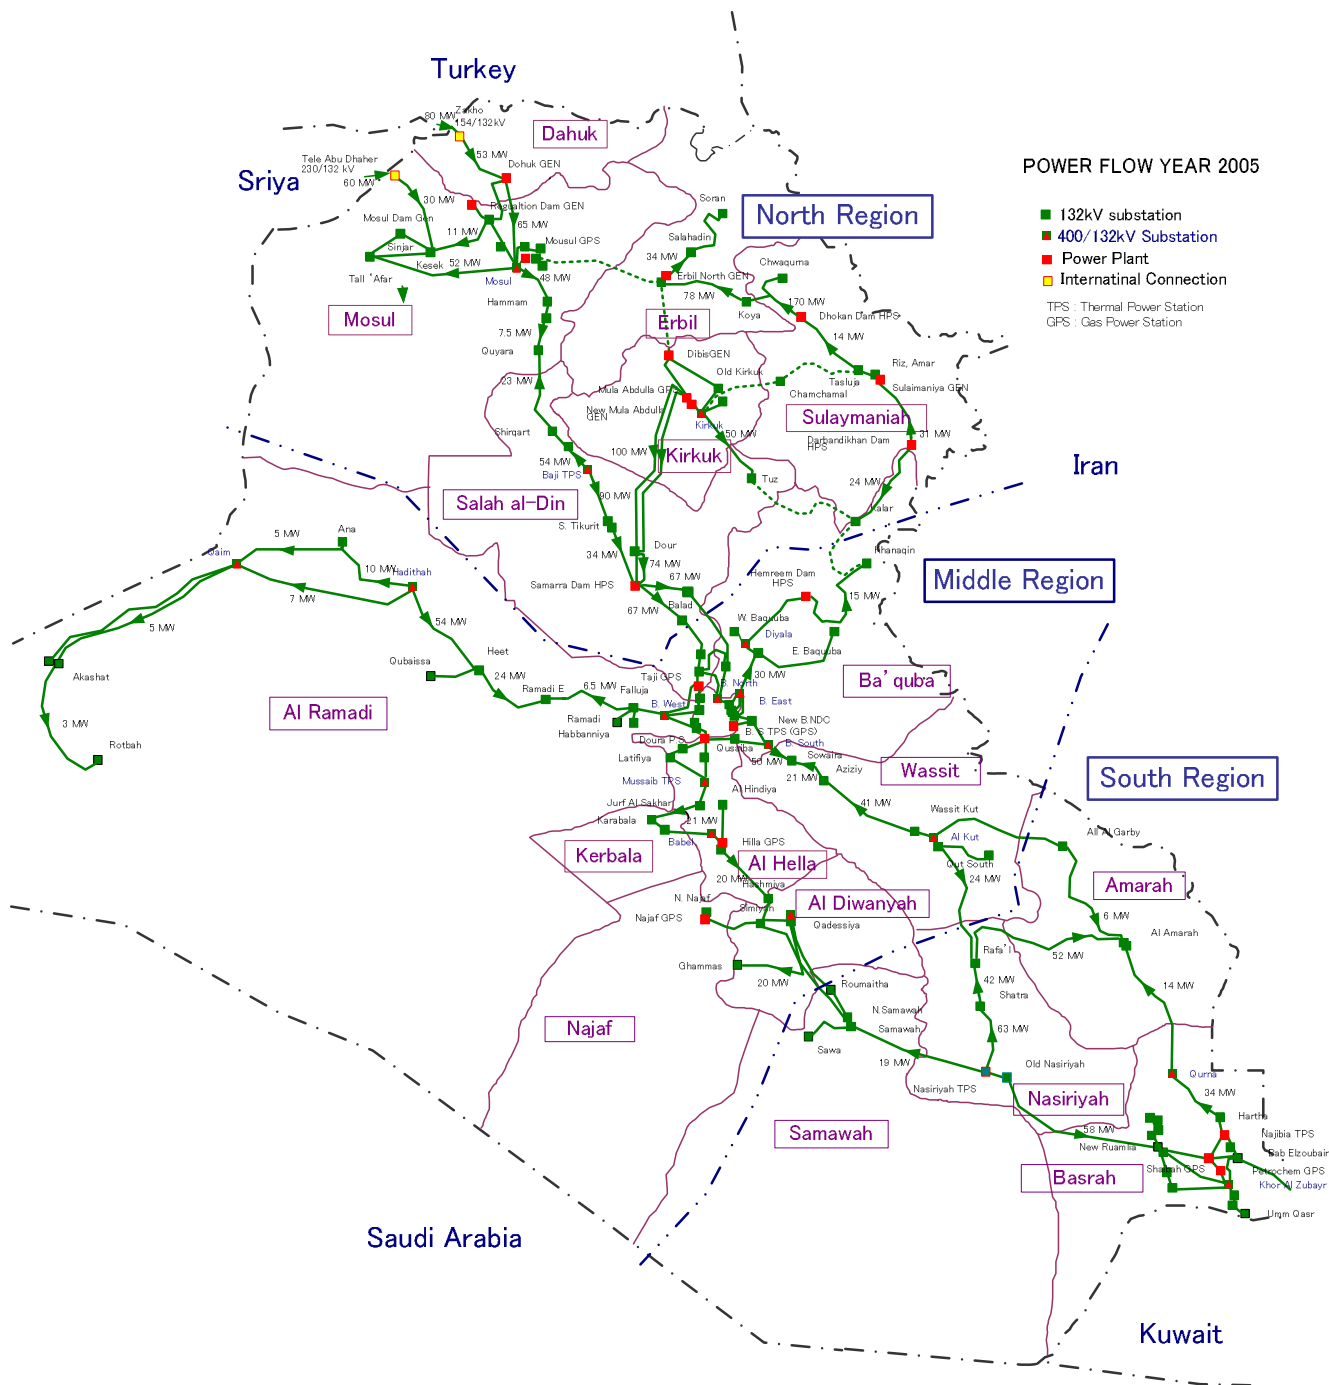 Turkey
80 MW
Zakho
154/132kV
Dahuk
53 MW
Tele Abu Dhaher
230/132 kV
60 MW
Dohuk GEN
Sriya
POWER FLOW YEAR 2005
30 MW
Regualtion Dam GEN
Mosul Dam Gen
11 MW
65 MW
Soran
North Region
132kV substation
400/132kV Substation
Power Plant
Internatinal Connection
TPS : Thermal Power Station
GPS : Gas Power Station
Sinjar
Kesek
Mousul GPS
Salahadin
34 MW
Chwaqurna
Tall 'Afar
52 MW
Mosul
48 MW
Erbil North GEN
78 MW
Koya
170 MW
Dhokan Dam HPS
Hammam
Mosul
Erbil
7.5 MW
14 MW
Quyara
DibisGEN
Old Kirkuk
Riz, Amar
Tasluja
Sulaimaniya GEN
23 MW
Mula Abdulla GPS
Chamchamal
New Mula Abdulla
GEN
Kirkuk
Sulaymaniah
Shirqart
50 MW
31 MW
Darbandikhan Dam
HPS
54 MW
100 MW
Kirkuk
Iran
Baji TPS
Tuz
24 MW
90 MW
Salah al-Din
Kalar
5 MW
Ana
S. Tikurit
34 MW
Dour
74 MW
Khanaqin
Qaim
Hadithah
10 MW
67 MW
Hemreem Dam
HPS
Middle Region
Samarra Dam HPS
7 MW
15 MW
67 MW
Balad
W. Baquuba
5 MW
54 MW
Diyala
Heet
E. Baquuba
Qubaissa
24 MW
Taji GPS
30 MW
Ba'quba
Akashat
Ramadi E
6.5 MW
Falluja
B. North
B. West
B. East
Al Ramadi
3 MW
Ramadi
Habbanniya
New B.NDC
B. S TPS (GPS)
Doura P.S
Qusaiba
B. South
Rotbah
Latifiya
50 MW
Sowaira
Wassit
South Region
Mussaib TPS
21 MW
Aziziy
Al Hindiya
Jurf Al Sakhar
41 MW
Wassit Kut
Karabala
21 MW
Al Kut
Ali Al Garby
Babel
Hilla GPS
Kerbala
Al Hella
Qut South
20 MW
24 MW
Amarah
Hashmiya
N. Najaf
Simiyah
Al Diwanyah
Najaf GPS
Qadessiya
6 MW
Al Amarah
Rafa'I
52 MW
Ghammas
20 MW
Roumaitha
42 MW
14 MW
Shatra
N.Samawah
Najaf
Samawah
63 MW
Sawa
19 MW
Old Nasiriyah
Nasiriyah TPS
Qurna
Nasiriyah
34 MW
Hartha
Samawah
58 MW
Najibia TPS
New Ruamlia
Bab Elzoubair
Basrah
Shaibah GPS
Petrochem GPS
Khor Al Zubayr
Umm Qasr
Saudi Arabia
Kuwait